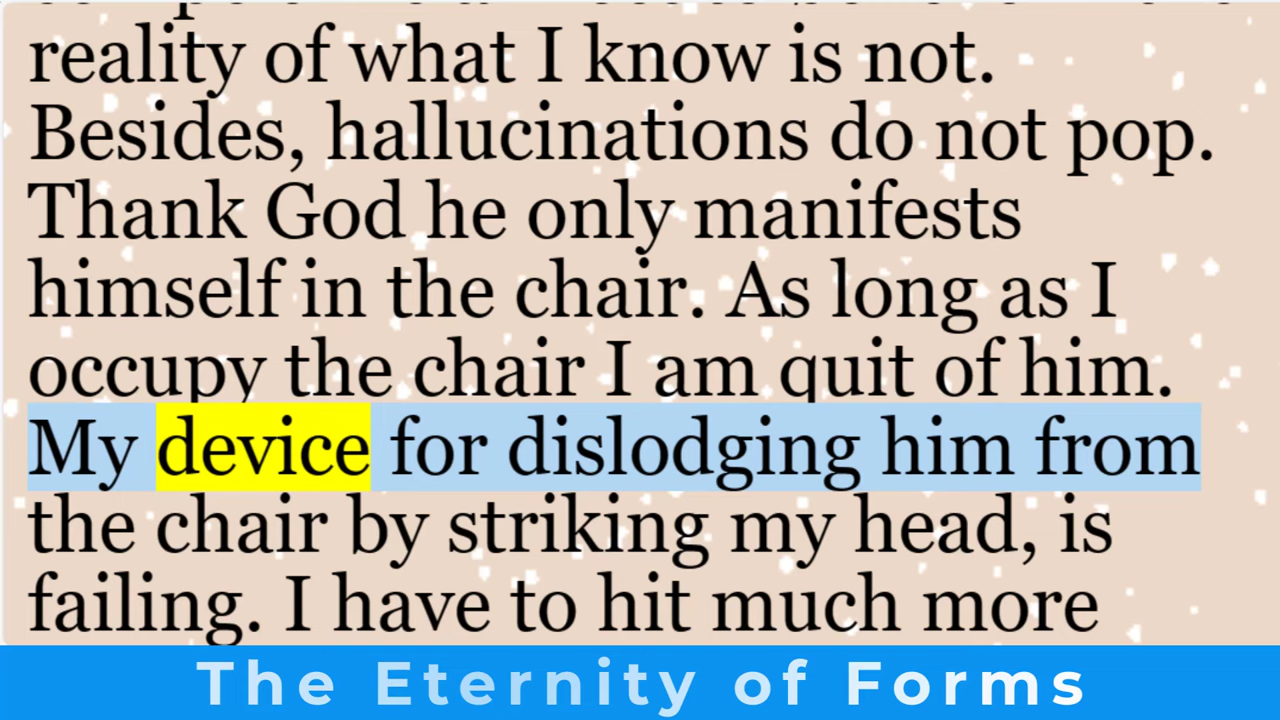 reality of what I know is not.
Besides, hallucinations do not pop.
Thank God he only manifests
himself in the chair. As long as I
occupy the chair I am quit of him.
My device for dislodging him from
the chair by striking my head, is
failing. I have to hit much more
The Eternity of Forms